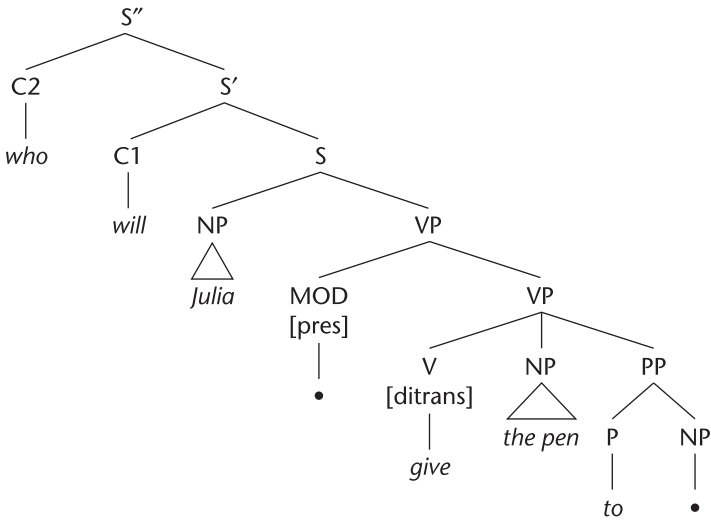 S″
C2 S′
who C1 S
will NP VP
Julia MOD VP
[pres] V NP PP
• [ditrans] the pen P NP
give to •